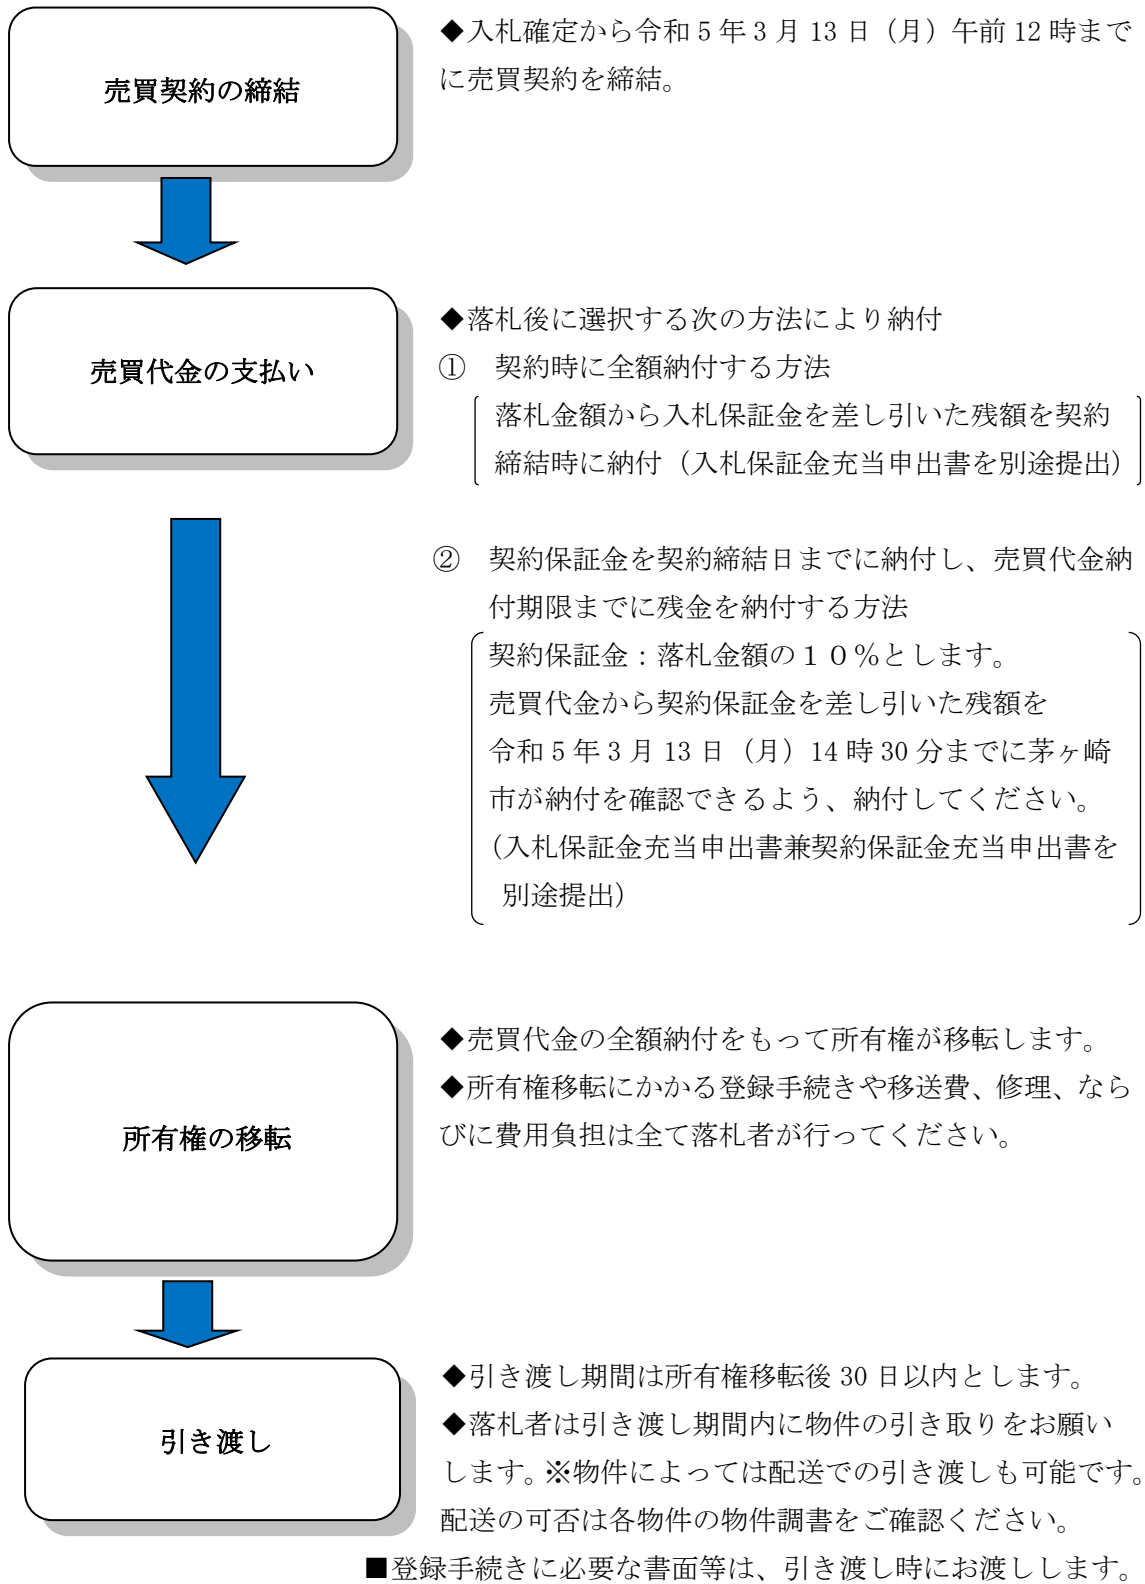 売買契約の締結
◆入札確定から令和5年3月13日（月）午前12時まで
に売買契約を締結。
売買代金の支払い
◆落札後に選択する次の方法により納付
①　契約時に全額納付する方法
落札金額から入札保証金を差し引いた残額を契約
締結時に納付（入札保証金充当申出書を別途提出）
②　契約保証金を契約締結日までに納付し、売買代金納
付期限までに残金を納付する方法
契約保証金：落札金額の１０％とします。
売買代金から契約保証金を差し引いた残額を
令和5年3月13日（月）14時30分までに茅ヶ崎
市が納付を確認できるよう、納付してください。
（入札保証金充当申出書兼契約保証金充当申出書を
別途提出）
所有権の移転
◆売買代金の全額納付をもって所有権が移転します。
◆所有権移転にかかる登録手続きや移送費、修理、なら
びに費用負担は全て落札者が行ってください。
引き渡し
◆引き渡し期間は所有権移転後30日以内とします。
◆落札者は引き渡し期間内に物件の引き取りをお願い
します。※物件によっては配送での引き渡しも可能です。
配送の可否は各物件の物件調書をご確認ください。
■登録手続きに必要な書面等は、引き渡し時にお渡しします。